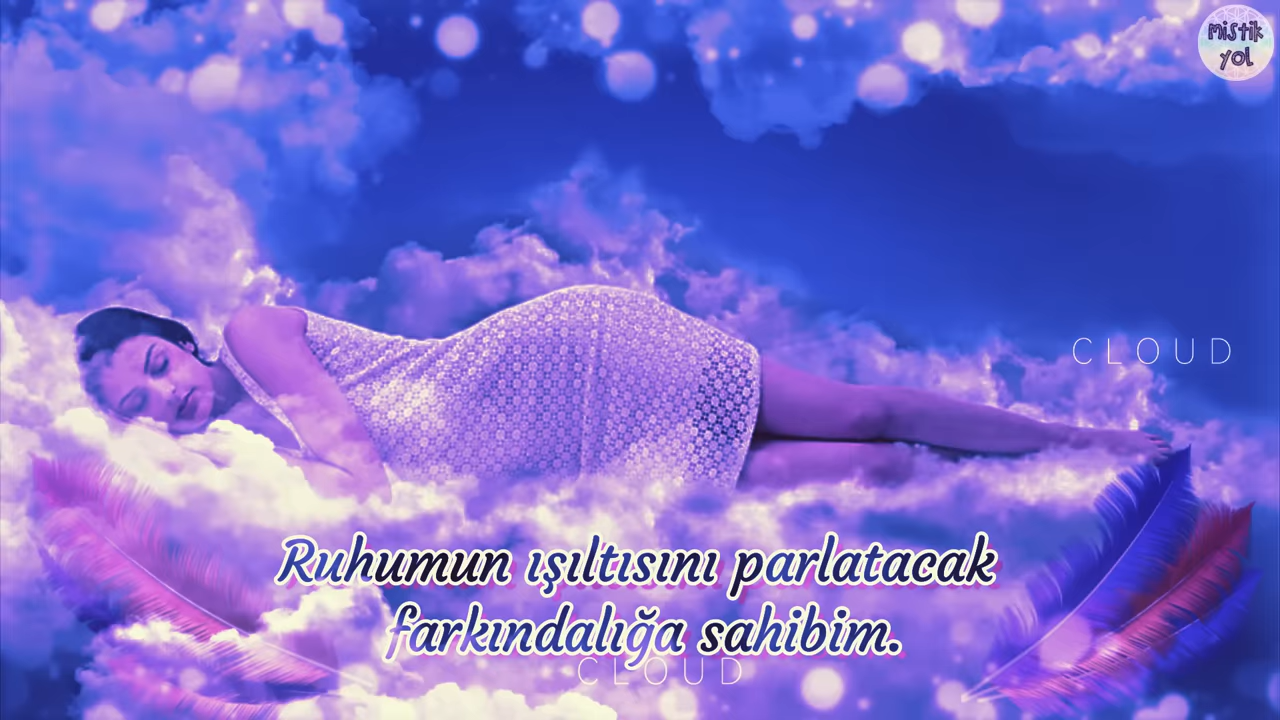 mistik
yol
CLOUD
Ruhumun ışıltısını parlatacak
farkındalığa sahibim.
CLOUD